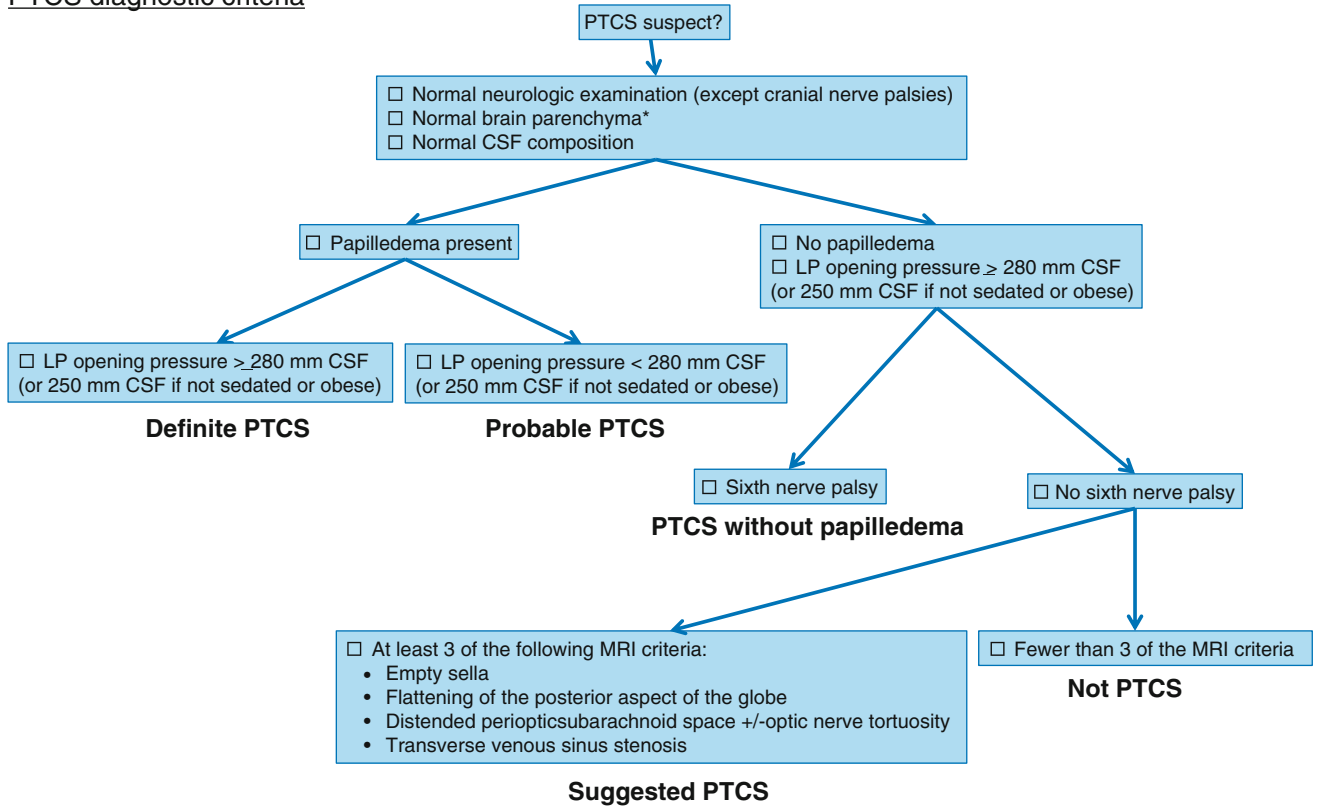 PTCS diagnostic criteria
PTCS suspect?
☐ Normal neurologic examination (except cranial nerve palsies)
☐ Normal brain parenchyma*
☐ Normal CSF composition
☐ Papilledema present
☐ No papilledema
☐ LP opening pressure ≥ 280 mm CSF
(or 250 mm CSF if not sedated or obese)
☐ LP opening pressure ≥ 280 mm CSF
(or 250 mm CSF if not sedated or obese)
Definite PTCS
☐ LP opening pressure < 280 mm CSF
(or 250 mm CSF if not sedated or obese)
Probable PTCS
☐ Sixth nerve palsy
PTCS without papilledema
☐ No sixth nerve palsy
☐ At least 3 of the following MRI criteria:
• Empty sella
• Flattening of the posterior aspect of the globe
• Distended periopticsubarachnoid space +/-optic nerve tortuosity
• Transverse venous sinus stenosis
Suggested PTCS
☐ Fewer than 3 of the MRI criteria
Not PTCS